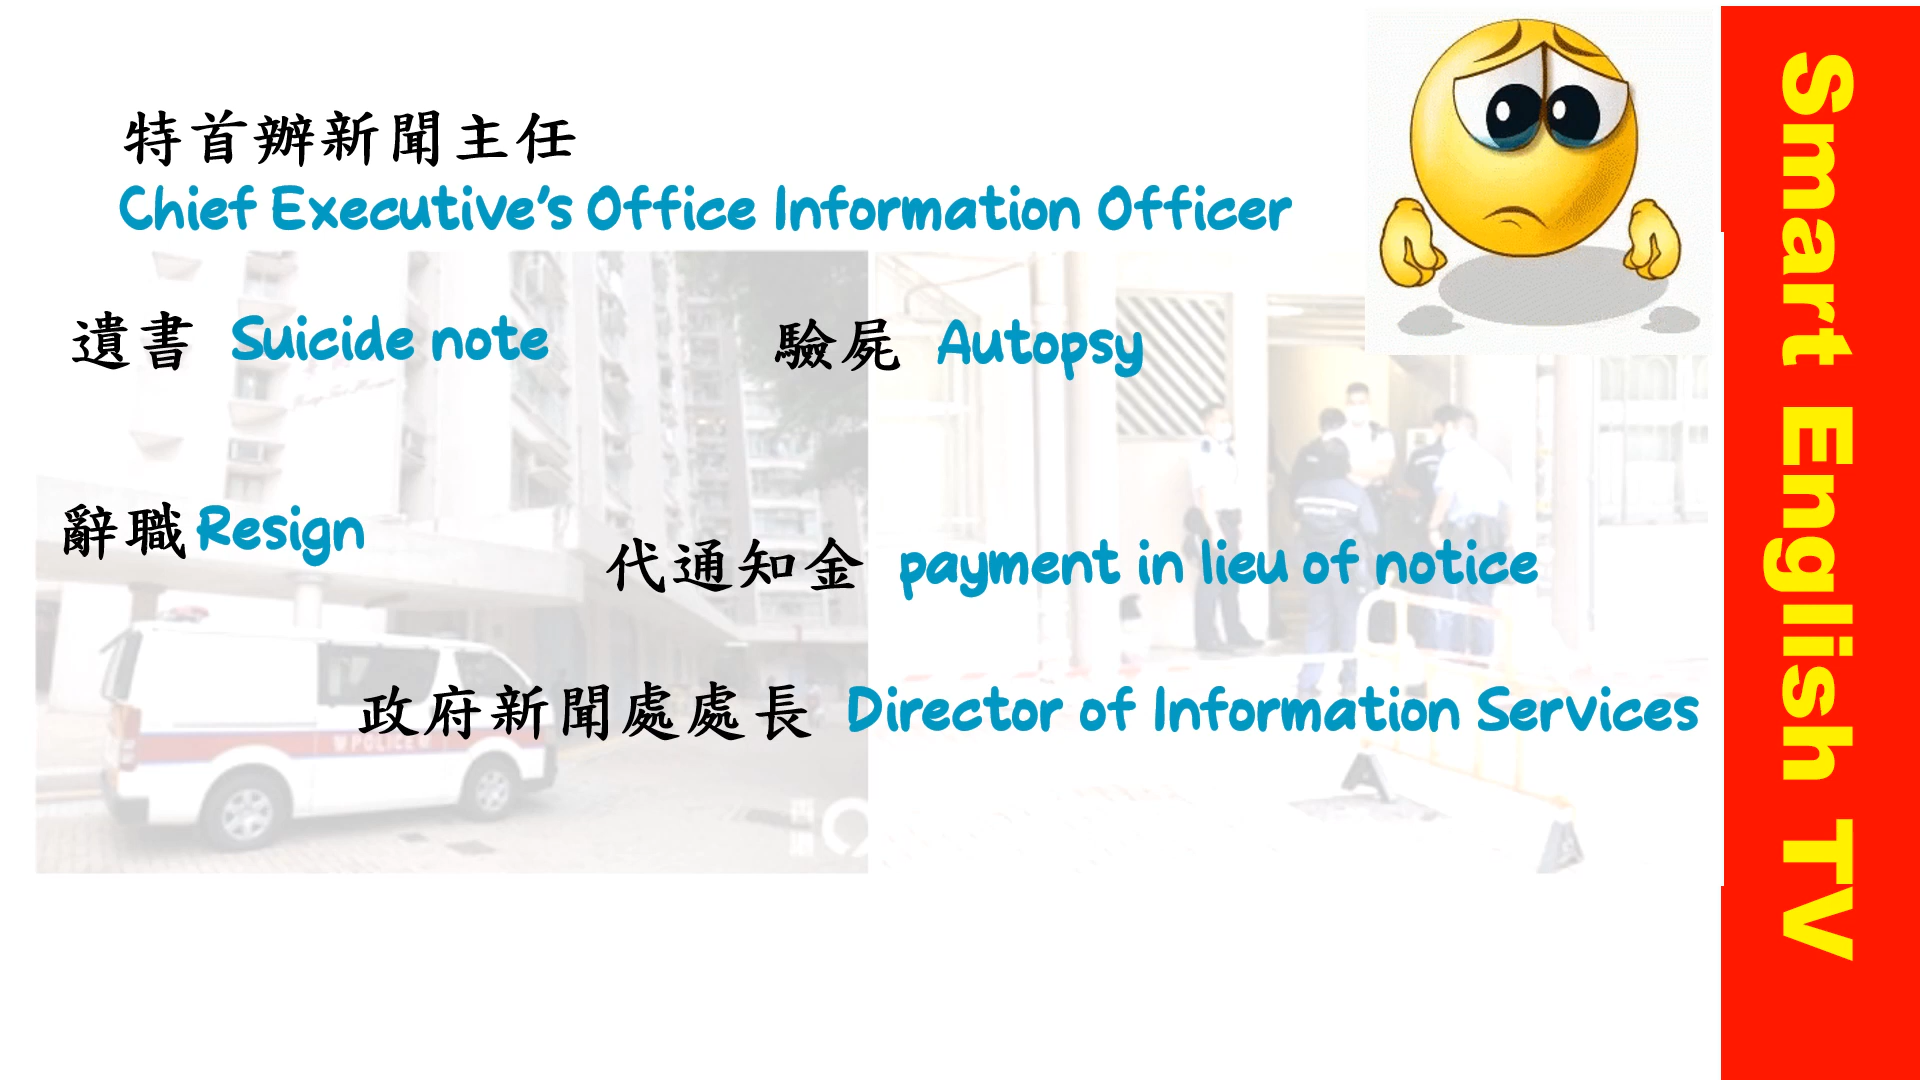 特首辦新聞主任
Chief Executive's Office Information Officer
遺書 Suicide note
驗屍 Autopsy
辭職 Resign
代通知金 payment in lieu of notice
政府新聞處處長 Director of Information Services
POLICE
Smart English TV